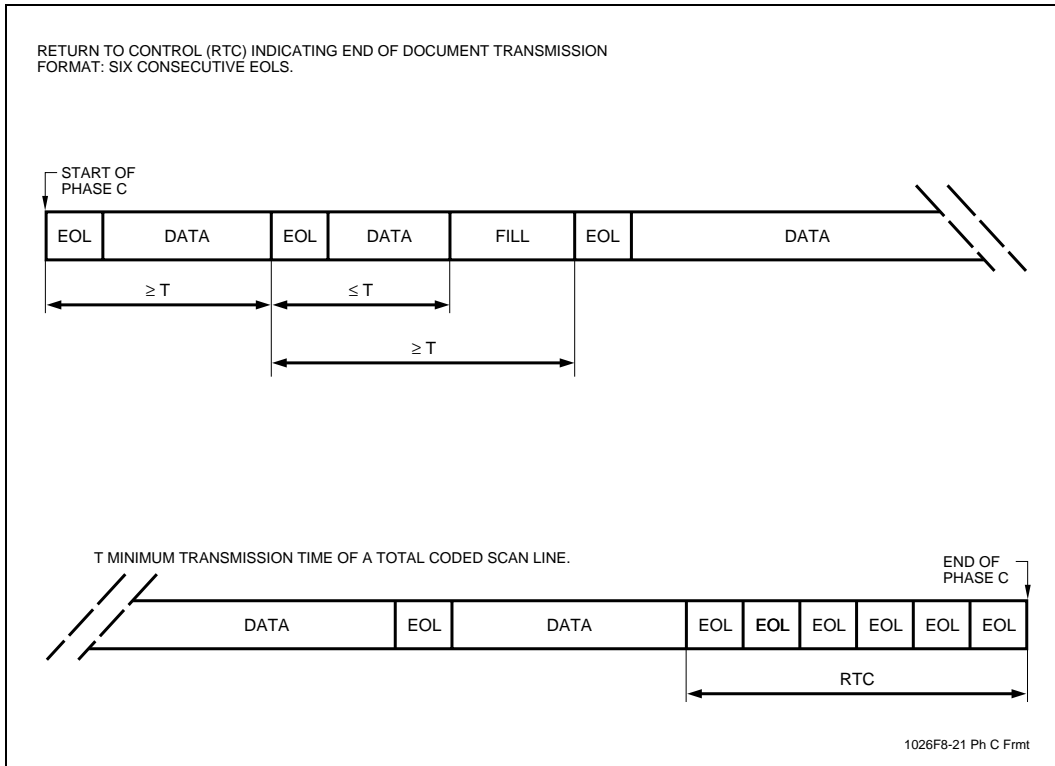 RETURN TO CONTROL (RTC) INDICATING END OF DOCUMENT TRANSMISSION
FORMAT: SIX CONSECUTIVE EOLS.
START OF
PHASE C
EOL DATA EOL DATA FILL EOL DATA
≥ T ≤ T
≥ T
T MINIMUM TRANSMISSION TIME OF A TOTAL CODED SCAN LINE.
END OF
PHASE C
DATA EOL DATA EOL EOL EOL EOL EOL EOL
RTC
1026F8-21 Ph C Frmt